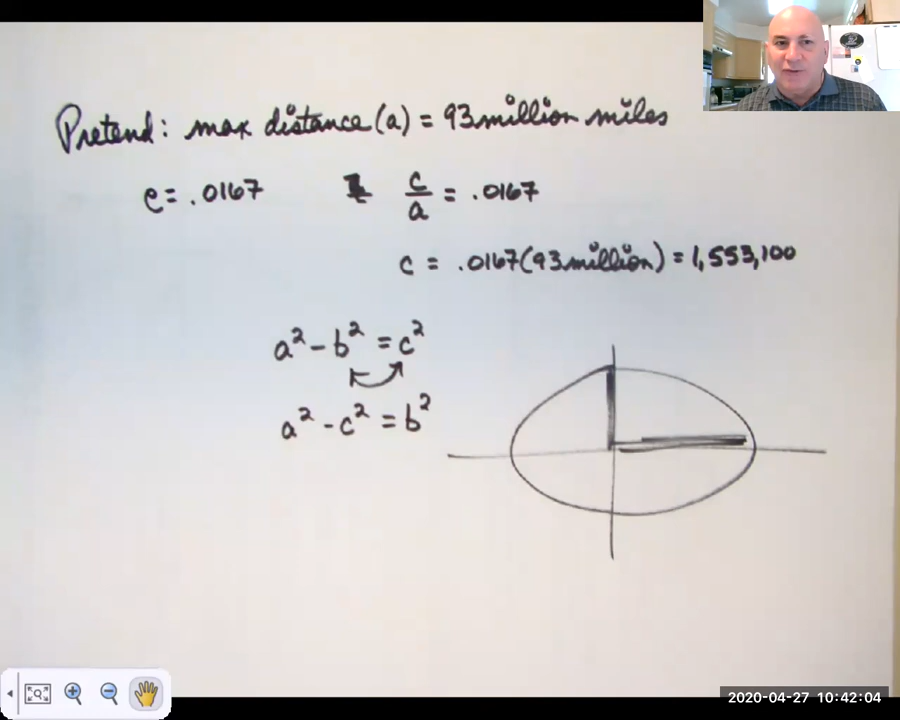 Pretend: max distance (a) = 93 million miles
e = .0167
c/a = .0167
c = .0167(93 million) = 1,553,100
a² - b² = c²
a² - c² = b²
2020-04-27 10:42:04